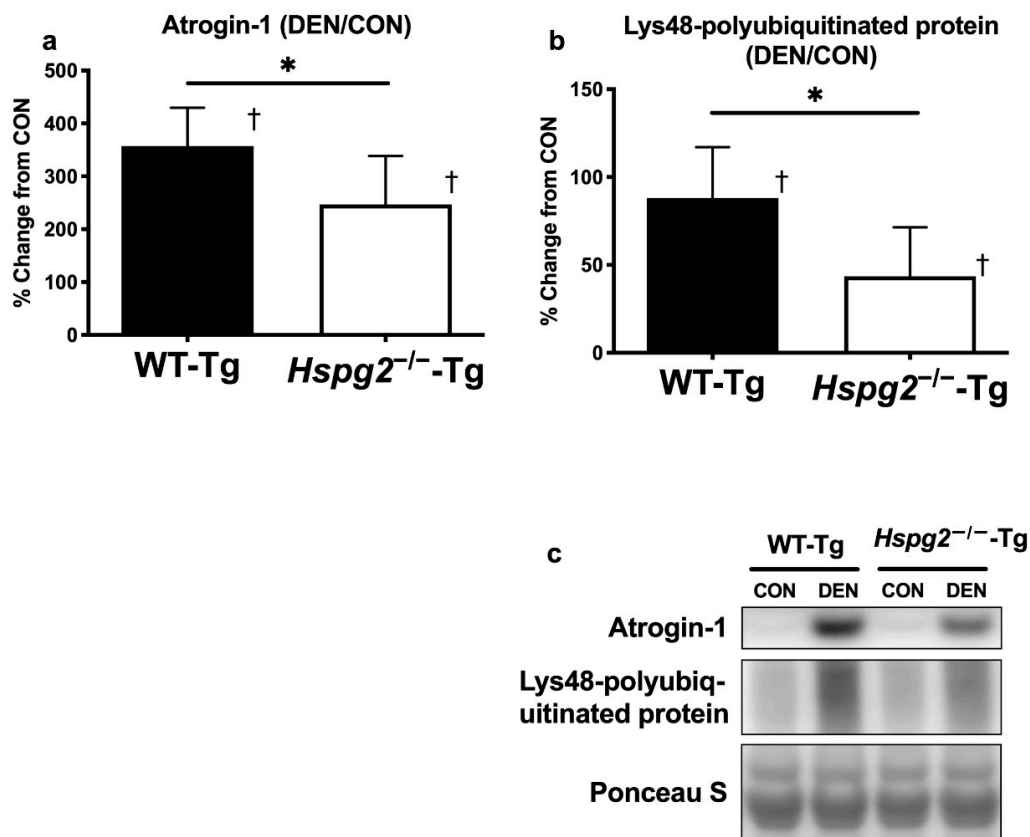 a
Atrogin-1 (DEN/CON)
% Change from CON
500
400
300
200
100
0
*
†
†
WT-Tg
Hspg2⁻/⁻-Tg
b
Lys48-polyubiquitinated protein
(DEN/CON)
% Change from CON
150
100
50
0
*
†
†
WT-Tg
Hspg2⁻/⁻-Tg
c
WT-Tg
Hspg2⁻/⁻-Tg
CON DEN CON DEN
Atrogin-1
Lys48-polyubiq-
uitinated protein
Ponceau S